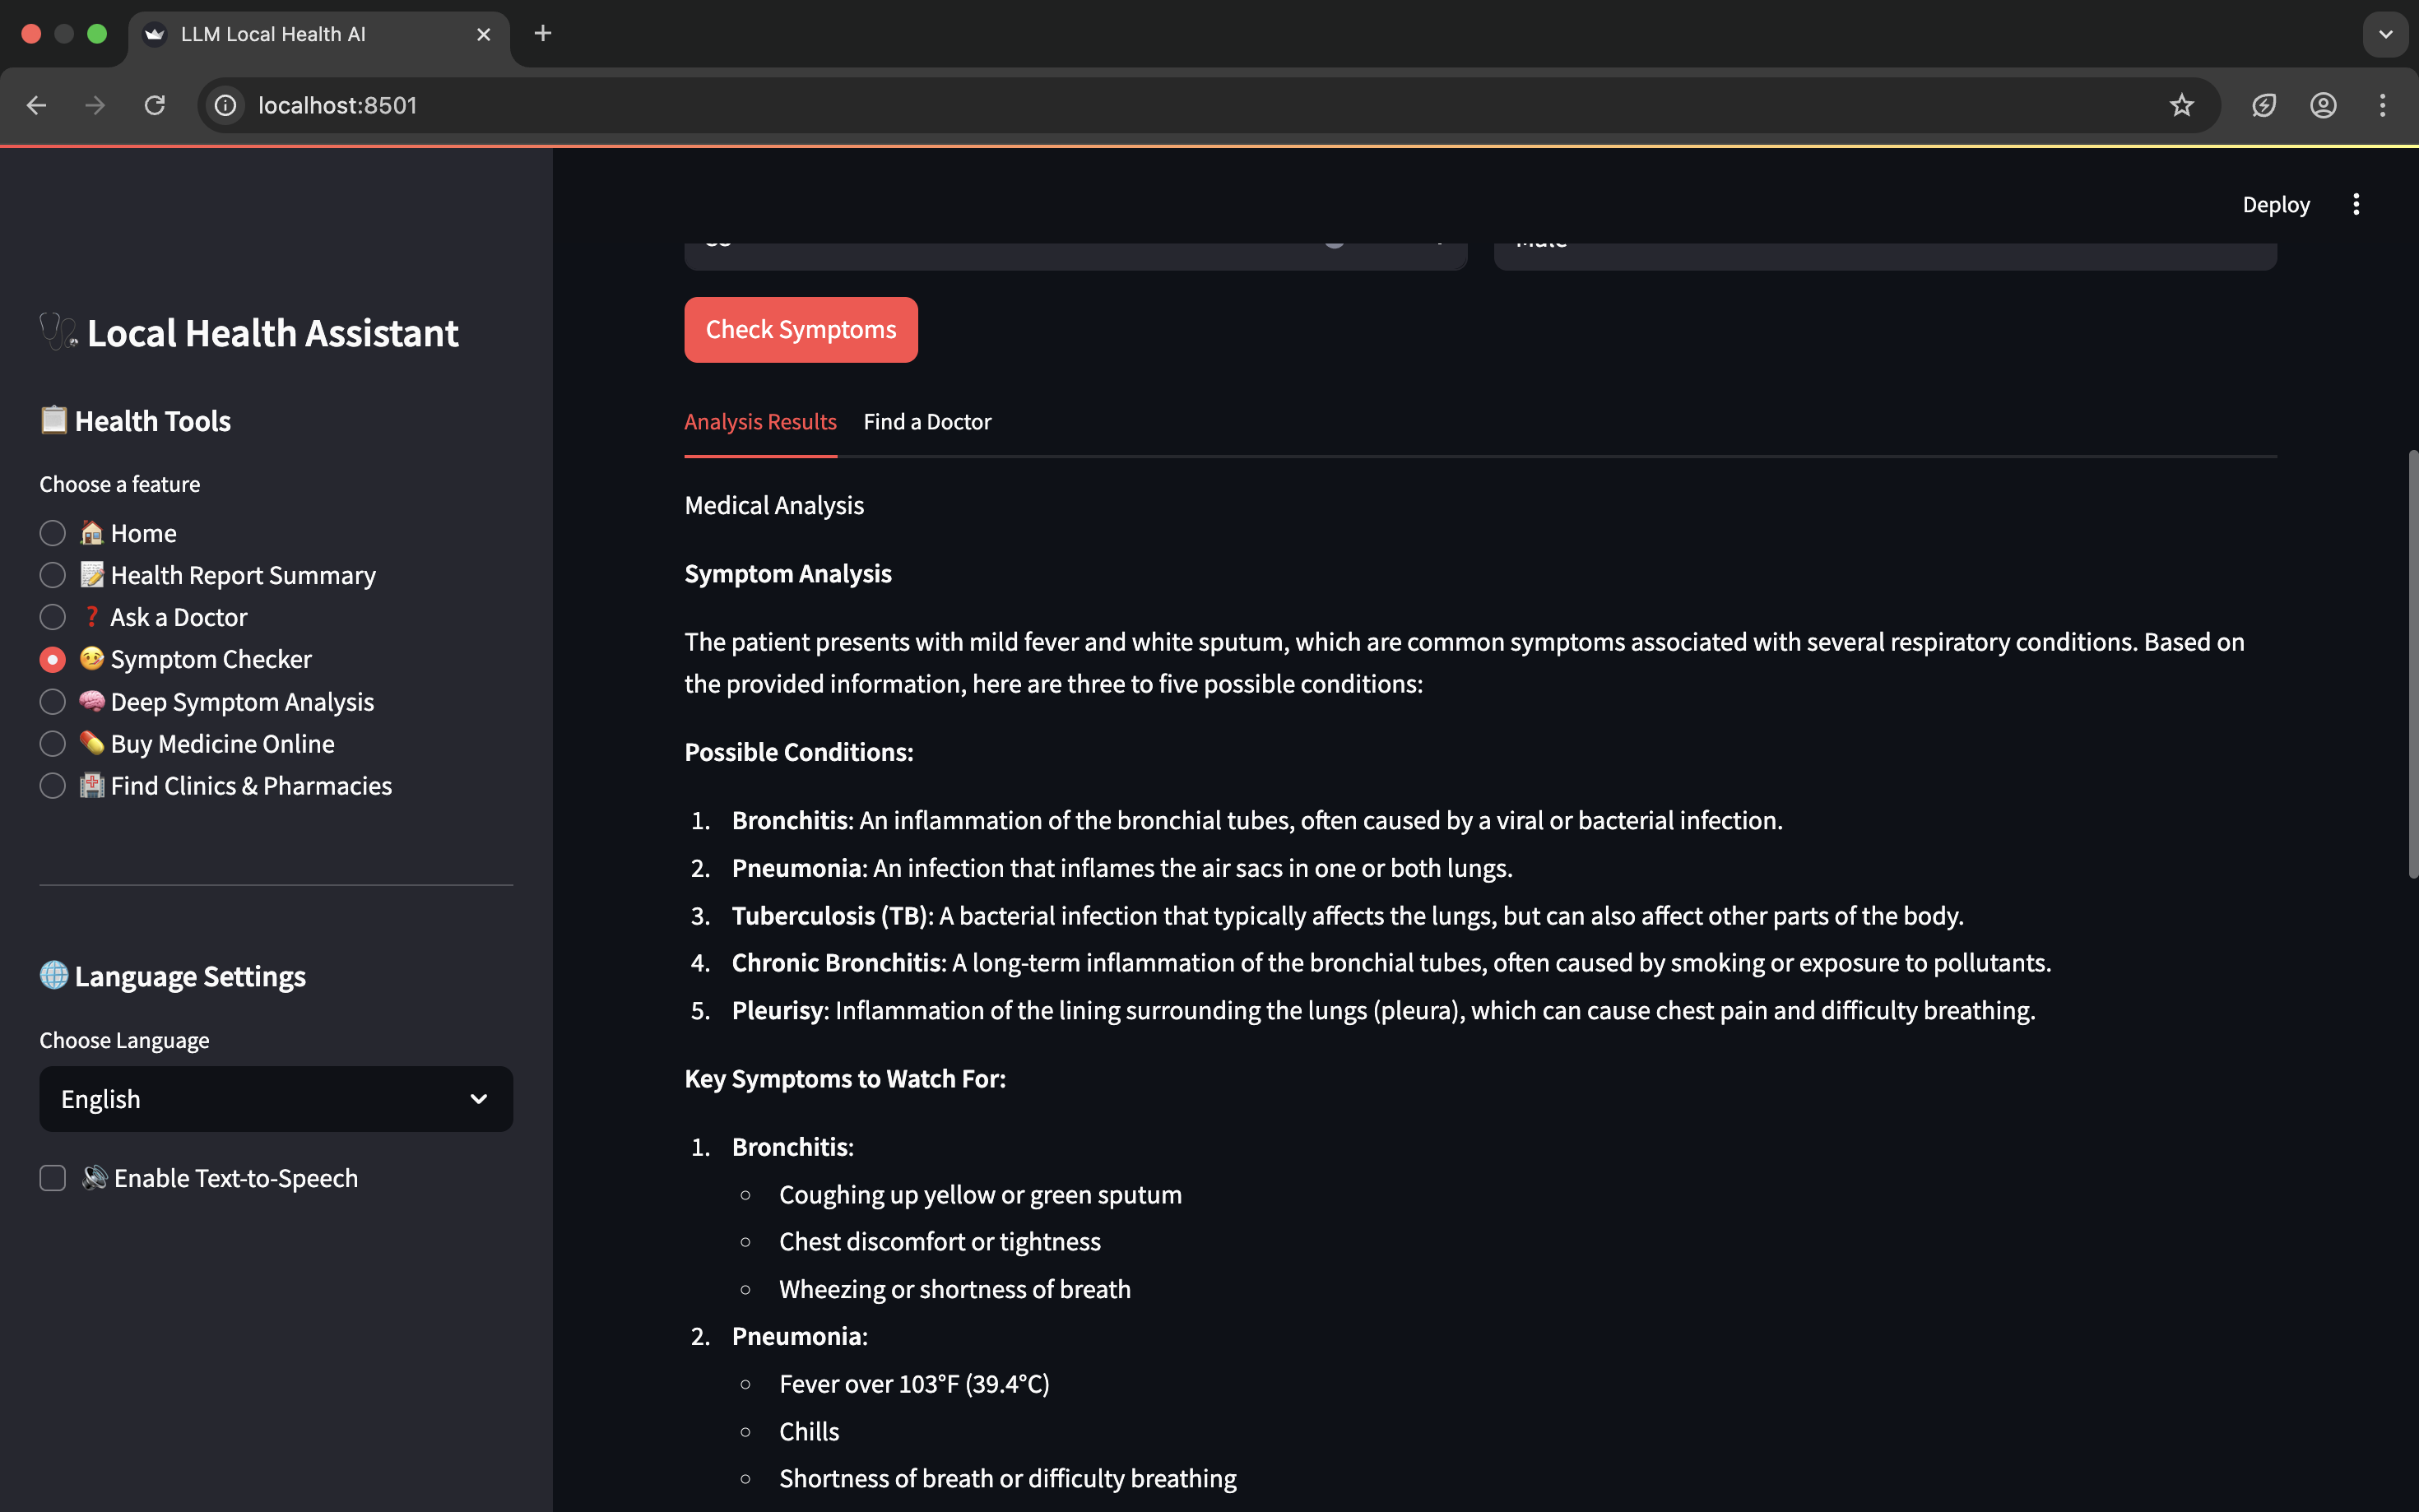 LLM Local Health AI
localhost:8501
Deploy
Local Health Assistant
Health Tools
Choose a feature
Home
Health Report Summary
Ask a Doctor
Symptom Checker
Deep Symptom Analysis
Buy Medicine Online
Find Clinics & Pharmacies
Language Settings
Choose Language
English
Enable Text-to-Speech
Male
Check Symptoms
Analysis Results Find a Doctor
Medical Analysis
Symptom Analysis
The patient presents with mild fever and white sputum, which are common symptoms associated with several respiratory conditions. Based on
the provided information, here are three to five possible conditions:
Possible Conditions:
1. Bronchitis: An inflammation of the bronchial tubes, often caused by a viral or bacterial infection.
2. Pneumonia: An infection that inflames the air sacs in one or both lungs.
3. Tuberculosis (TB): A bacterial infection that typically affects the lungs, but can also affect other parts of the body.
4. Chronic Bronchitis: A long-term inflammation of the bronchial tubes, often caused by smoking or exposure to pollutants.
5. Pleurisy: Inflammation of the lining surrounding the lungs (pleura), which can cause chest pain and difficulty breathing.
Key Symptoms to Watch For:
1. Bronchitis:
Coughing up yellow or green sputum
Chest discomfort or tightness
Wheezing or shortness of breath
2. Pneumonia:
Fever over 103°F (39.4°C)
Chills
Shortness of breath or difficulty breathing